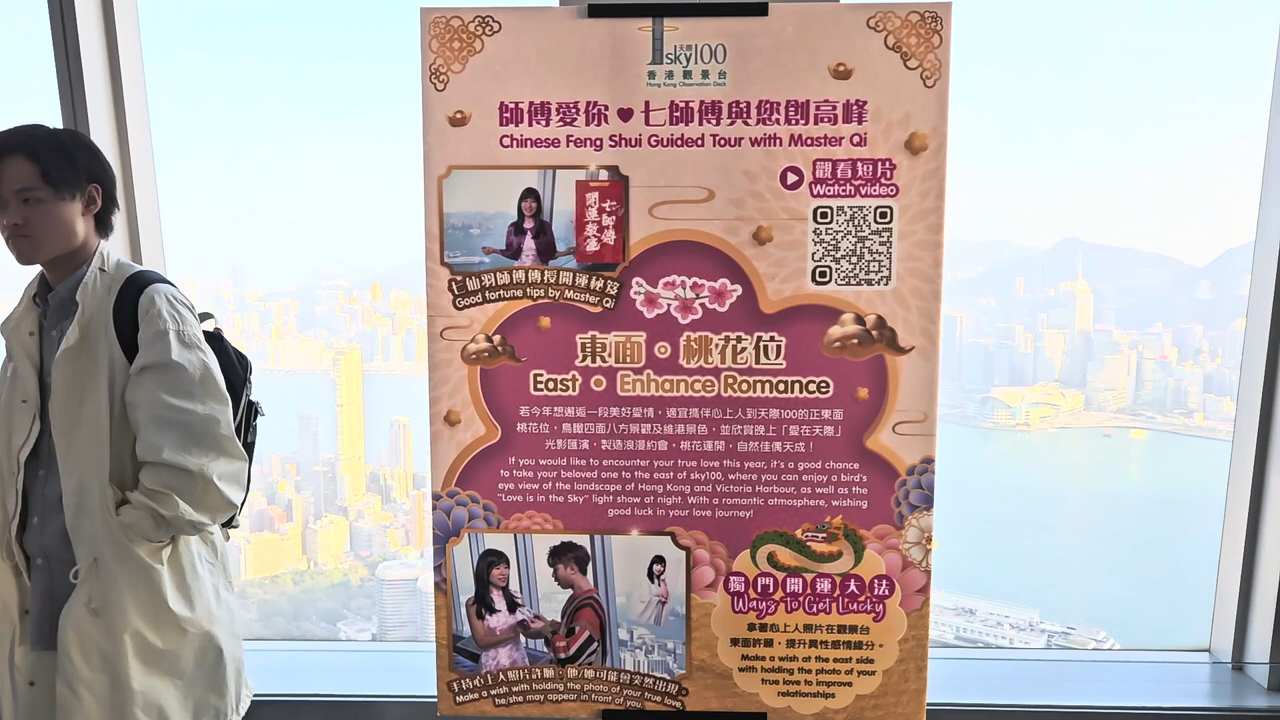 天際
sky100
香港觀景台
Hong Kong Observation Deck
師傅愛你♥七師傅與您創高峰
Chinese Feng Shui Guided Tour with Master Qi
觀看短片
Watch video
七師傅
開運教室
七仙羽師傅傳授開運秘笈
Good fortune tips by Master Qi
東面•桃花位
East • Enhance Romance
若今年想邂逅一段美好愛情，適宜攜伴心上人到天際100的正東面
桃花位，鳥瞰四面八方景觀及維港景色，並欣賞晚上「愛在天際」
光影匯演，製造浪漫約會，桃花運開，自然佳偶天成！
If you would like to encounter your true love this year, it's a good chance
to take your beloved one to the east of sky100, where you can enjoy a bird's
eye view of the landscape of Hong Kong and Victoria Harbour, as well as the
"Love is in the Sky" light show at night. With a romantic atmosphere, wishing
good luck in your love journey!
手持心上人照片許願，他/她可能會突然出現。
Make a wish with holding the photo of your true love,
he/she may appear in front of you.
獨門開運大法
Ways to Get Lucky
拿著心上人照片在觀景台
東面許願，提升異性感情緣分。
Make a wish at the east side
with holding the photo of your
true love to improve
relationships